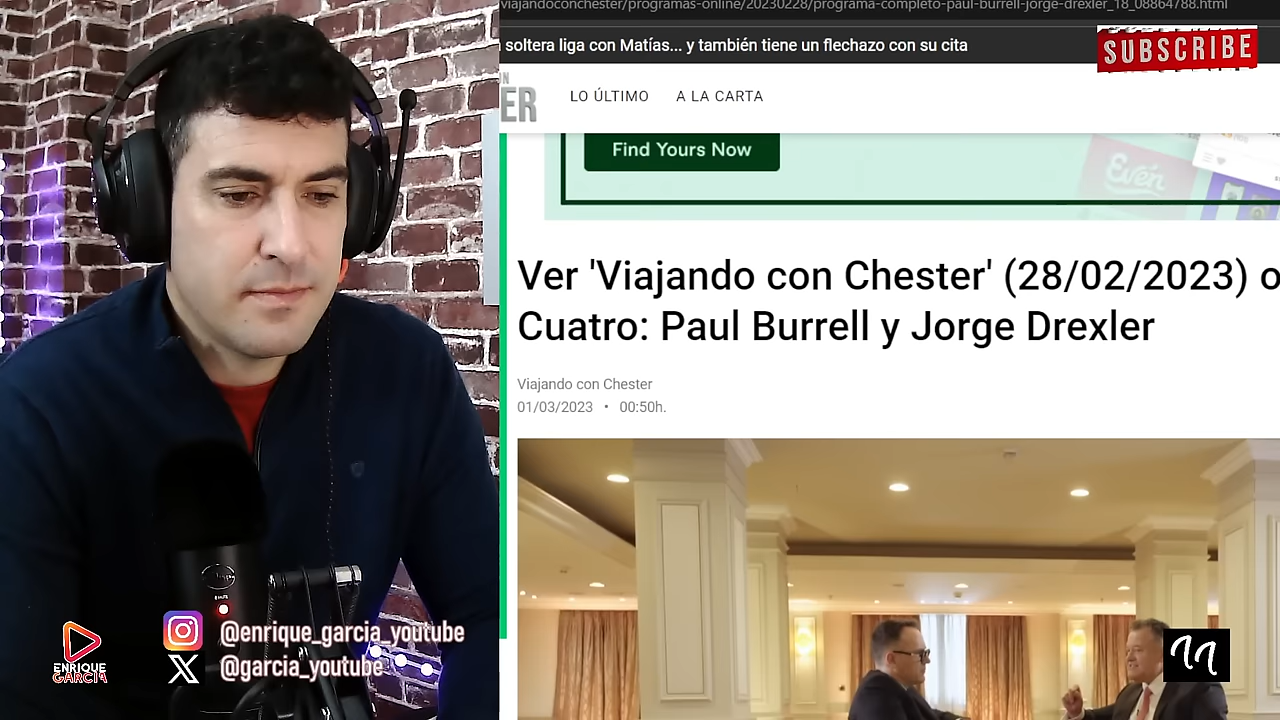 viajandoconchester/programas-online/20230228/programa-completo-paul-burrell-jorge-drexler_18_08864788.html
soltera liga con Matías... y también tiene un flechazo con su cita
SUBSCRIBE
ER
LO ÚLTIMO
A LA CARTA
Find Yours Now
Even
Ver 'Viajando con Chester' (28/02/2023) o
Cuatro: Paul Burrell y Jorge Drexler
Viajando con Chester
01/03/2023 • 00:50h.
ENRIQUE
GARCIA
@enrique_garcia_youtube
@garcia_youtube